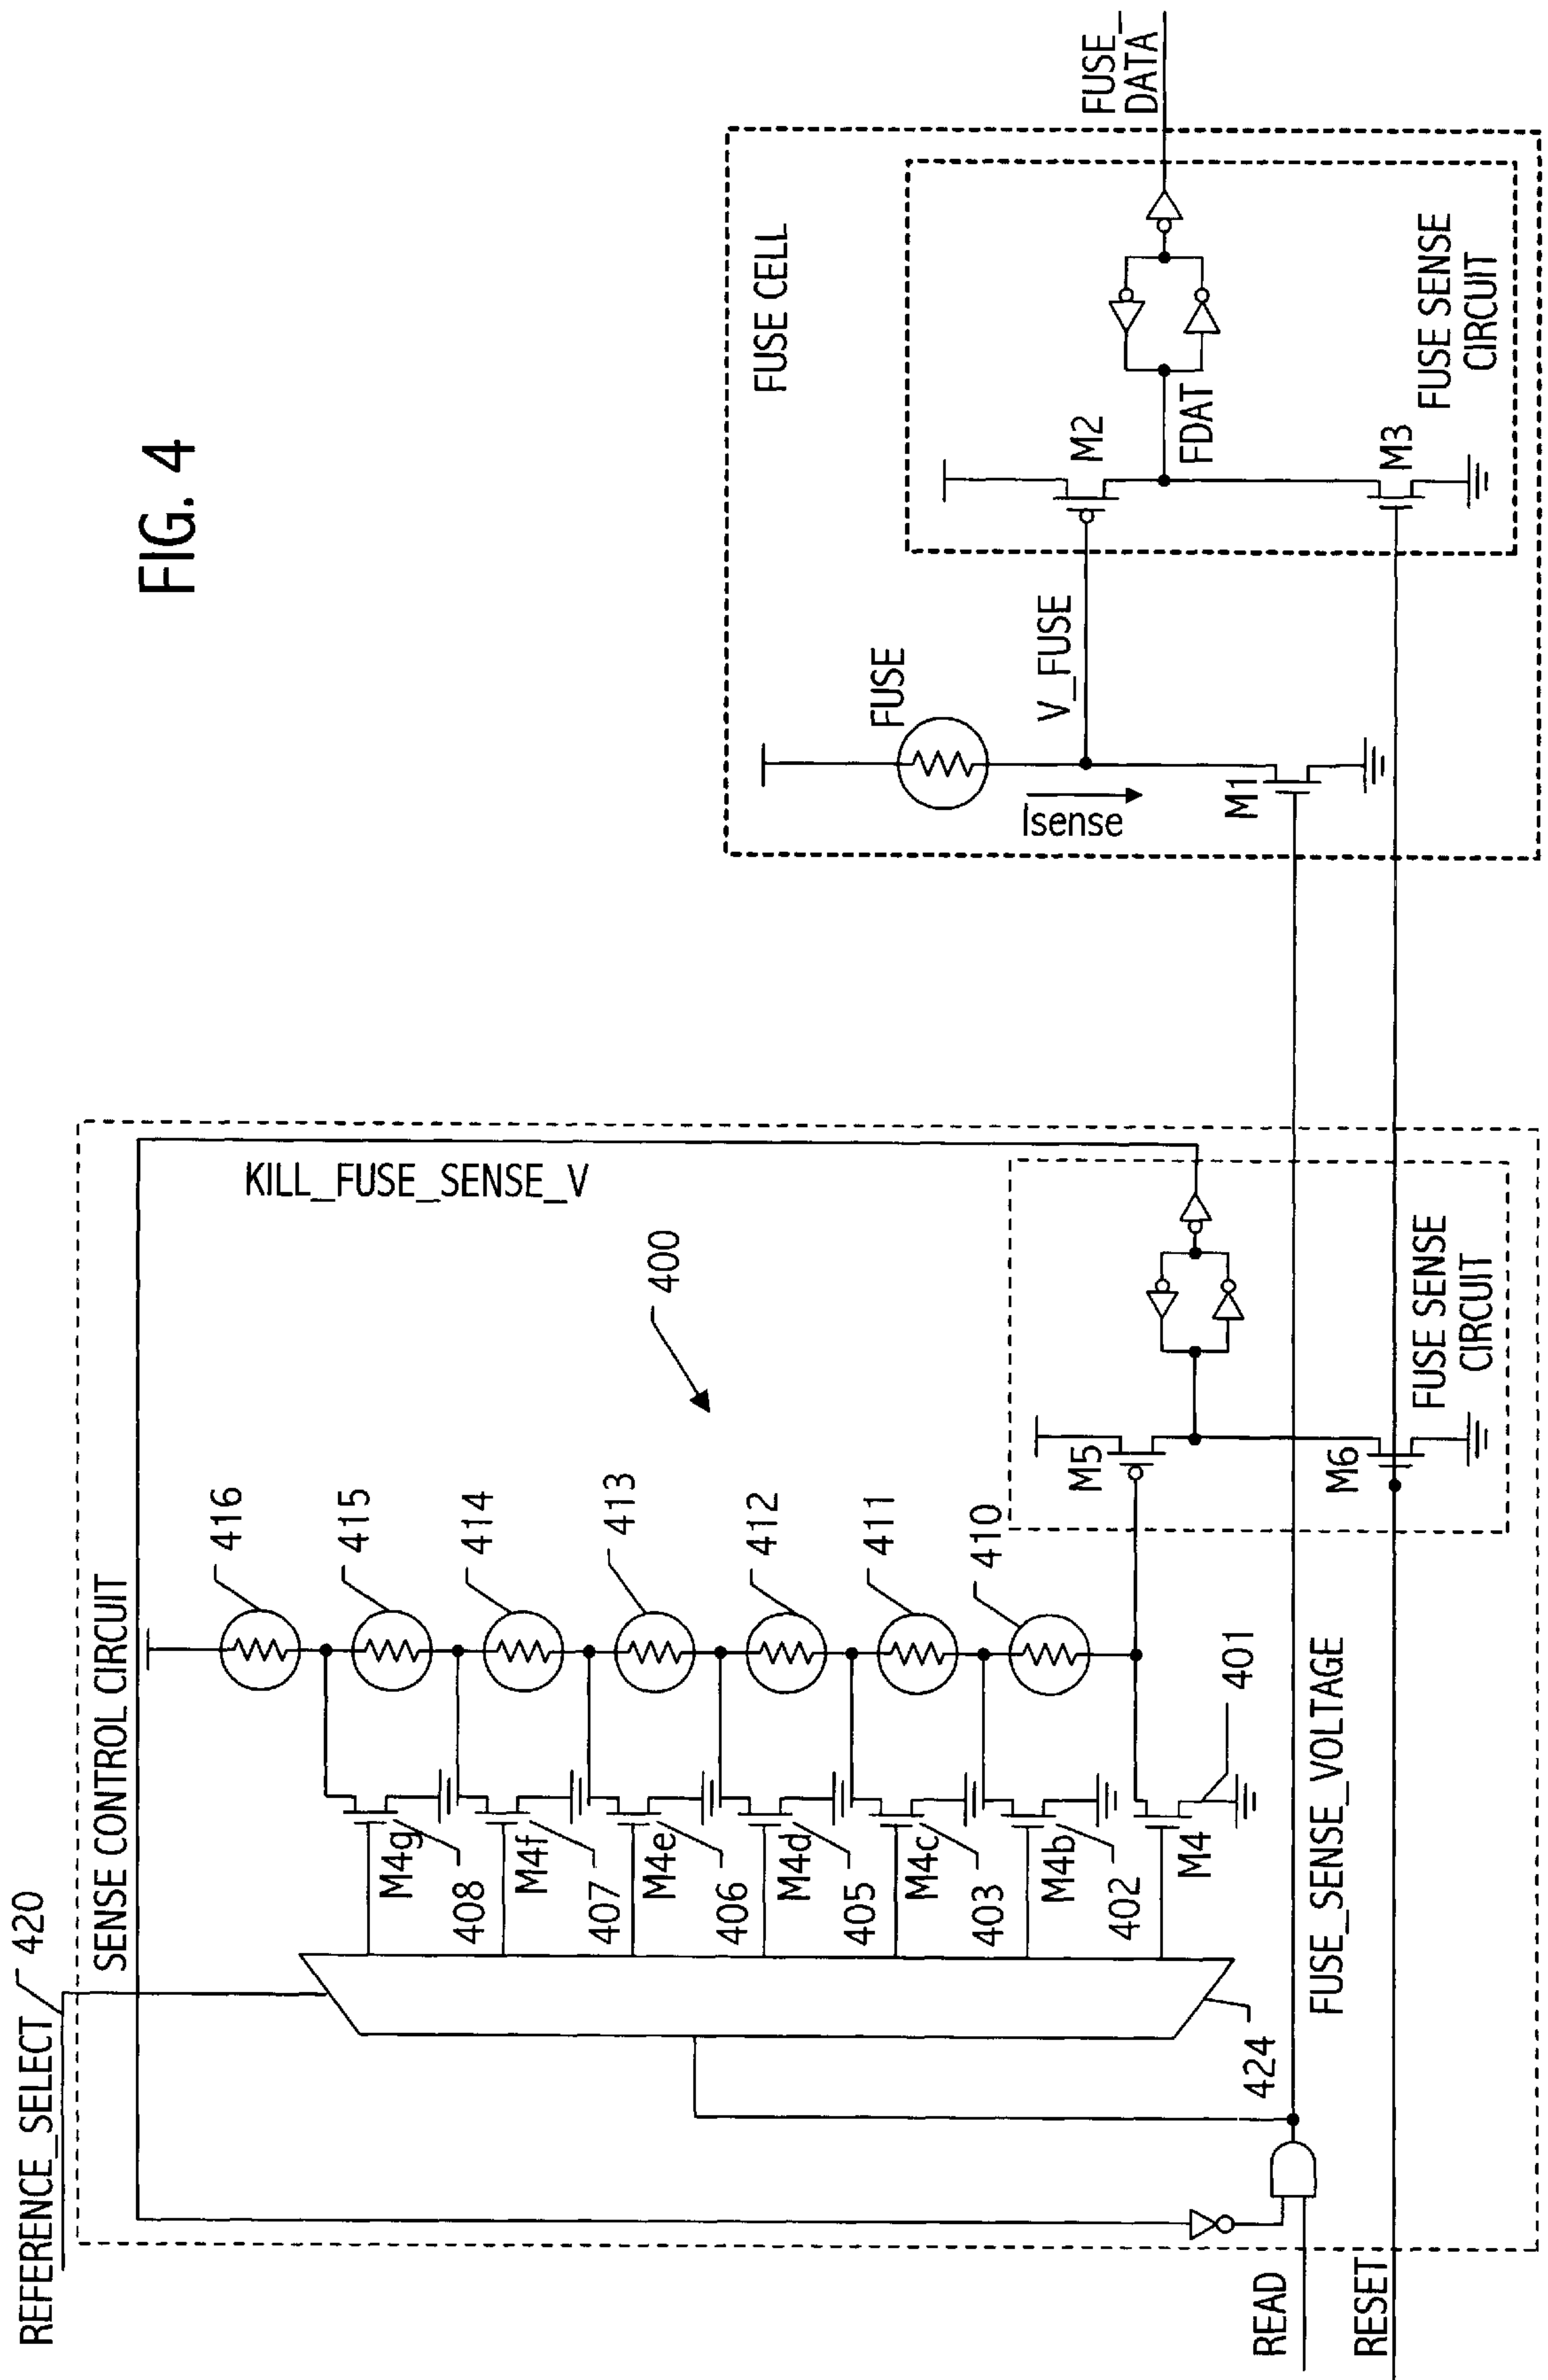 FIG. 4
REFERENCE_SELECT
420
SENSE CONTROL CIRCUIT
KILL_FUSE_SENSE_V
400
416
415
414
413
412
411
410
M4g
408
M4f
407
M4e
406
M4d
405
M4c
403
M4b
402
M4
401
424
M5
M6
FUSE SENSE
CIRCUIT
FUSE_SENSE_VOLTAGE
READ
RESET
FUSE CELL
FUSE
V_FUSE
Isense
M1
M2
FDAT
M3
FUSE SENSE
CIRCUIT
FUSE_
DATA